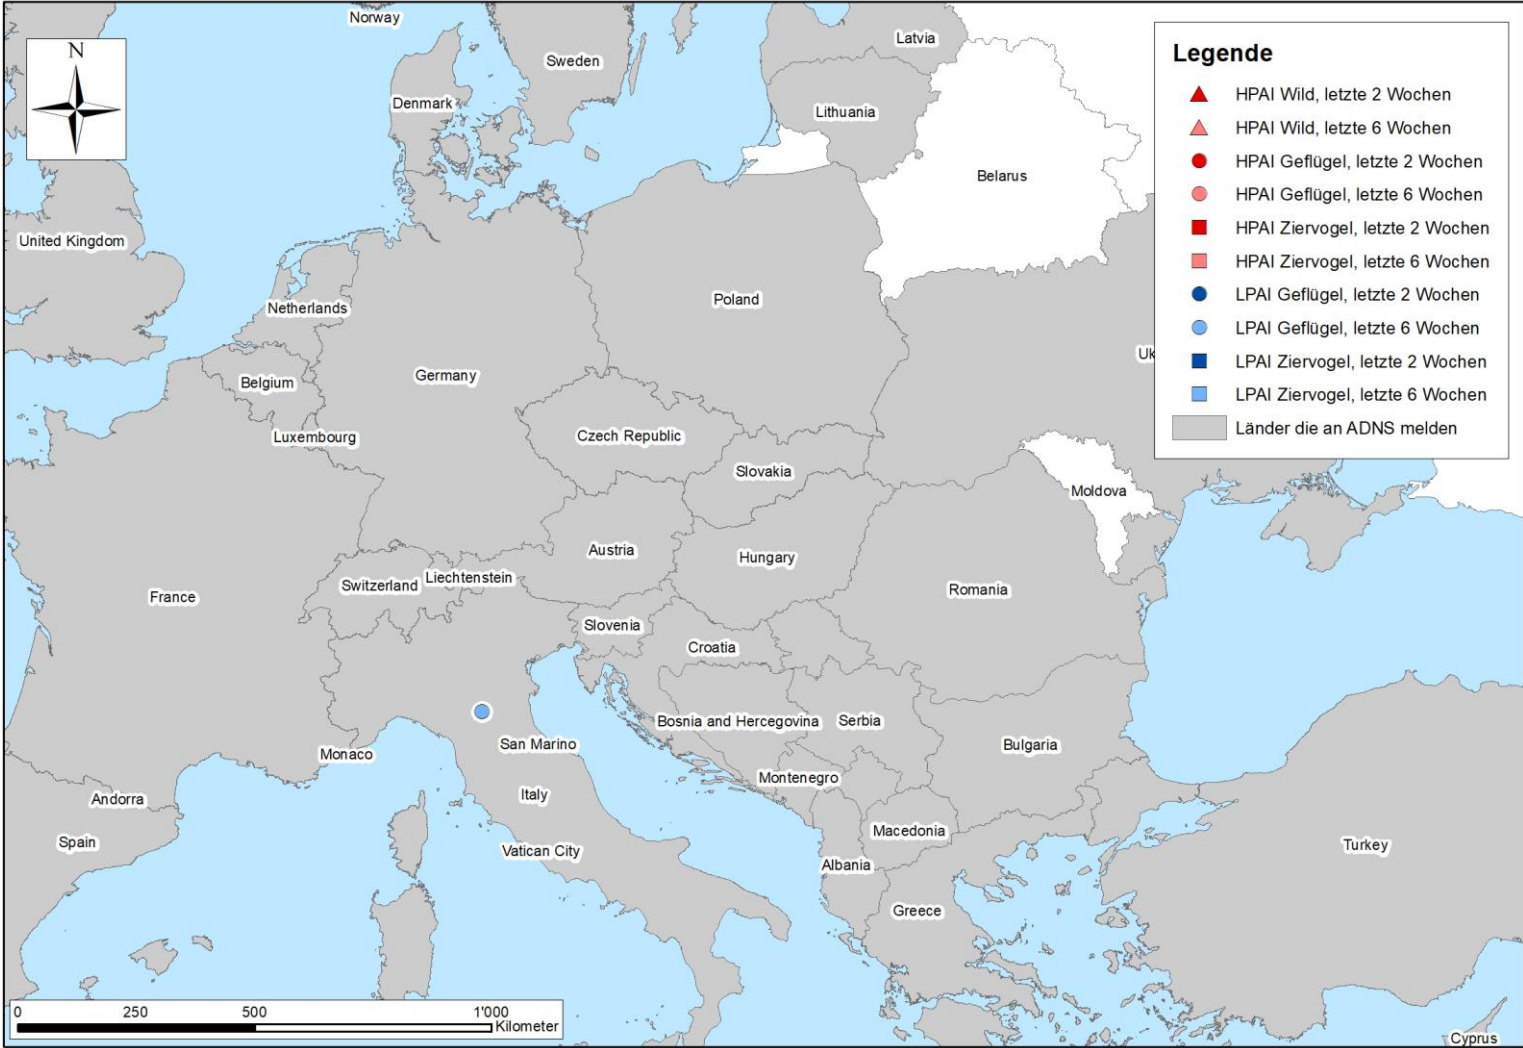 Norway
Latvia
Sweden
N
Denmark
Lithuania
Belarus
United Kingdom
Poland
Netherlands
Uk
Germany
Belgium
Czech Republic
Luxembourg
Slovakia
Moldova
Austria
Hungary
Liechtenstein
Switzerland
Romania
France
Slovenia
Croatia
Bosnia and Hercegovina
Serbia
San Marino
Bulgaria
Monaco
Montenegro
Andorra
Italy
Macedonia
Spain
Vatican City
Turkey
Albania
Greece
Cyprus
Legende
HPAI Wild, letzte 2 Wochen
HPAI Wild, letzte 6 Wochen
HPAI Geflügel, letzte 2 Wochen
HPAI Geflügel, letzte 6 Wochen
HPAI Ziervogel, letzte 2 Wochen
HPAI Ziervogel, letzte 6 Wochen
LPAI Geflügel, letzte 2 Wochen
LPAI Geflügel, letzte 6 Wochen
LPAI Ziervogel, letzte 2 Wochen
LPAI Ziervogel, letzte 6 Wochen
Länder die an ADNS melden
0 250 500 1'000
Kilometer